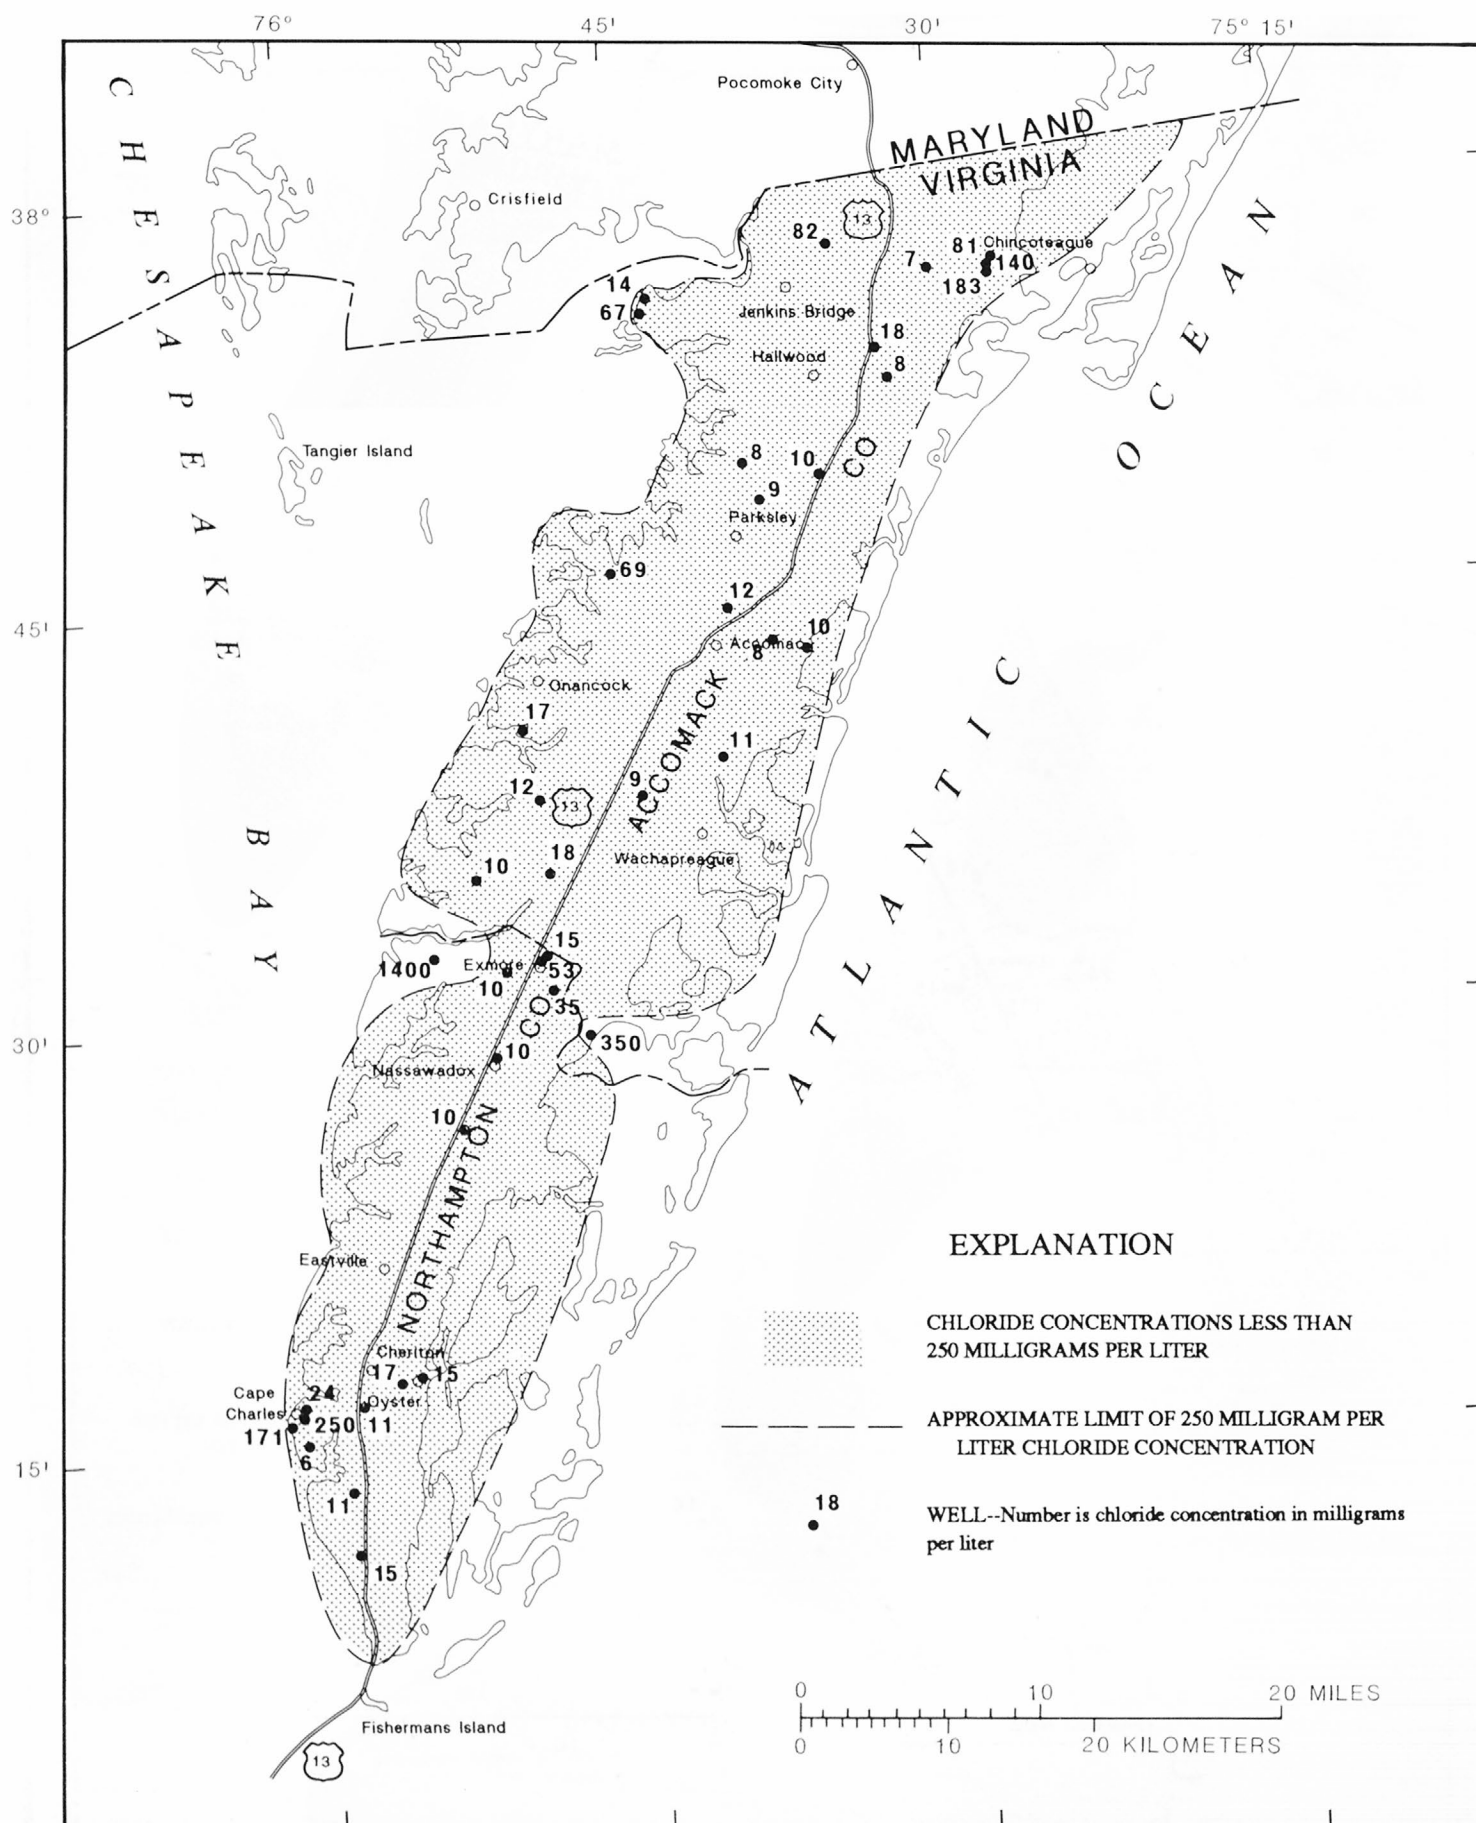 76° 45' 30' 75° 15'
Pocomoke City
MARYLAND
VIRGINIA
CHESAPEAKE BAY
38°
Crisfield
13
82
7
81 Chincoteague
140
183
14
67
Jenkins Bridge
18
Hallwood
8
ATLANTIC OCEAN
Tangier Island
8
10
9
Parksley
69
12
45'
10
Accomac
8
Onancock
17
11
ACCOMACK CO
9
12
13
Wachapreague
18
10
15
1400
Exmore
53
10
35
30'
350
10
Nassawadox
10
NORTHAMPTON CO
Eastville
Cheriton
17
15
Cape
Charles
24
Oyster
250
11
171
6
15'
11
15
Fishermans Island
13
EXPLANATION
CHLORIDE CONCENTRATIONS LESS THAN
250 MILLIGRAMS PER LITER
APPROXIMATE LIMIT OF 250 MILLIGRAM PER
LITER CHLORIDE CONCENTRATION
18
WELL--Number is chloride concentration in milligrams
per liter
0 10 20 MILES
0 10 20 KILOMETERS